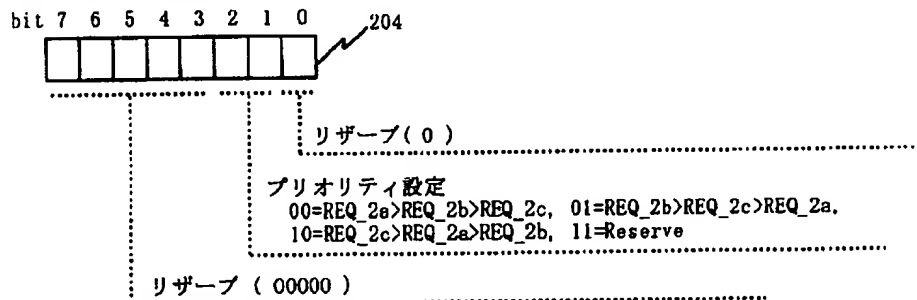 bit 7 6 5 4 3 2 1 0
204
リザーブ( 0 )
プリオリティ設定
00=REQ_2a>REQ_2b>REQ_2c, 01=REQ_2b>REQ_2c>REQ_2a.
10=REQ_2c>REQ_2a>REQ_2b, 11=Reserve
リザーブ ( 00000 )